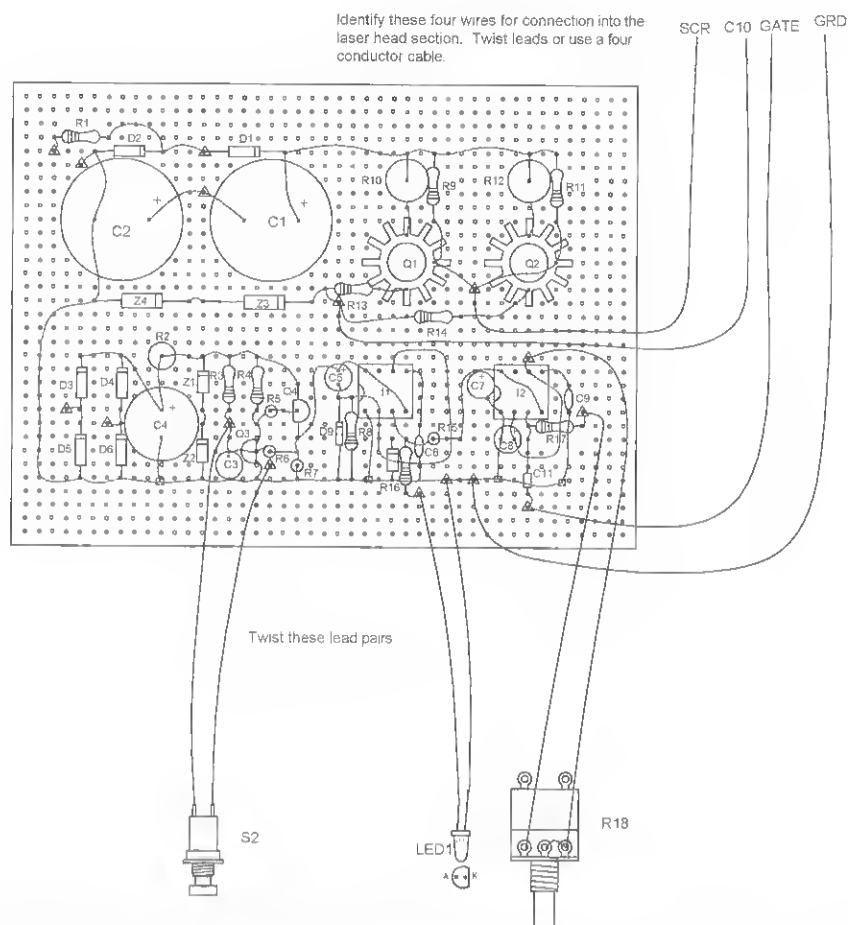 Identify these four wires for connection into the
laser head section. Twist leads or use a four
conductor cable.
SCR C10 GATE GRD
R1
D2 D1
R10 R9 R12 R11
C2 + C1 +
Q1 Q2
Z4 Z3 R13
R14
R2
D3 D4 Z1 R3 R4 R5 Q4 C5 + I1 C7 + I2 C9
C4 + Q3 D9 R8 R15 R17
D5 D6 Z2 C3 R6 R7 C6 C8
R16 C11
Twist these lead pairs
S2
LED1
A K
R18